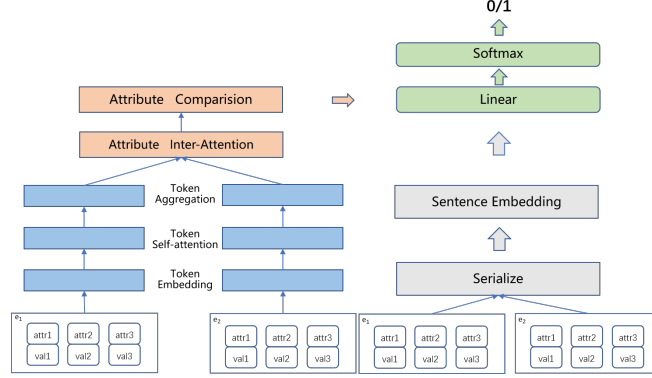 0/1
Softmax
Linear
Attribute Comparision
Attribute Inter-Attention
Token
Aggregation
Token
Self-attention
Token
Embedding
Sentence Embedding
Serialize
e1
attr1 attr2 attr3
val1 val2 val3
e2
attr1 attr2 attr3
val1 val2 val3
e1
attr1 attr2 attr3
val1 val2 val3
e2
attr1 attr2 attr3
val1 val2 val3